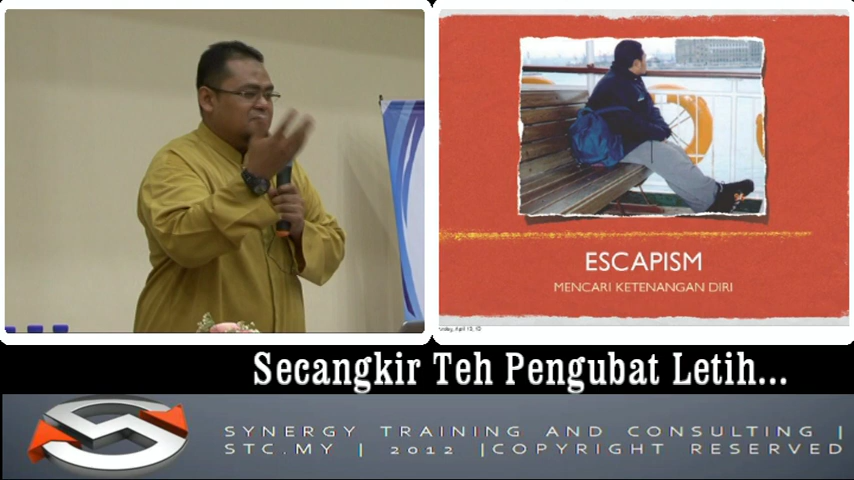 ESCAPISM
MENCARI KETENANGAN DIRI
Secangkir Teh Pengubat Letih...
SYNERGY TRAINING AND CONSULTING |
STC.MY | 2012 |COPYRIGHT RESERVED